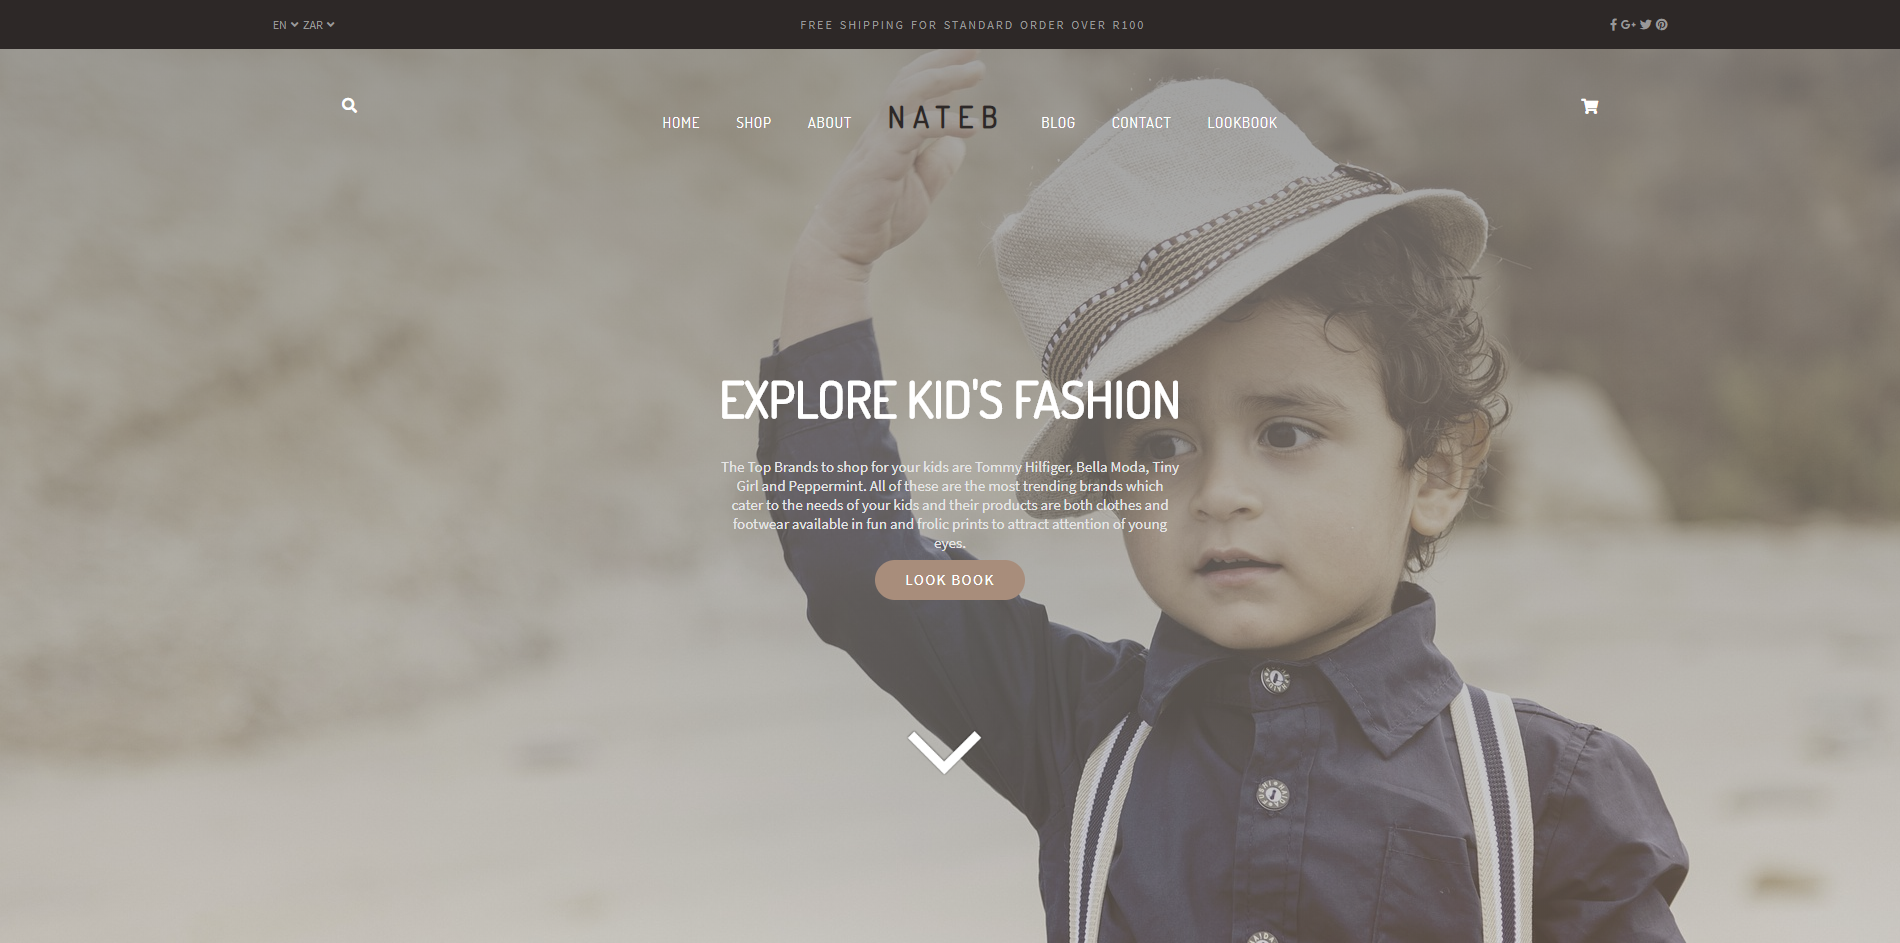 EN ZAR
FREE SHIPPING FOR STANDARD ORDER OVER R100
HOME SHOP ABOUT NATEB BLOG CONTACT LOOKBOOK
EXPLORE KID'S FASHION
The Top Brands to shop for your kids are Tommy Hilfiger, Bella Moda, Tiny
Girl and Peppermint. All of these are the most trending brands which
cater to the needs of your kids and their products are both clothes and
footwear available in fun and frolic prints to attract attention of young
eyes.
LOOK BOOK